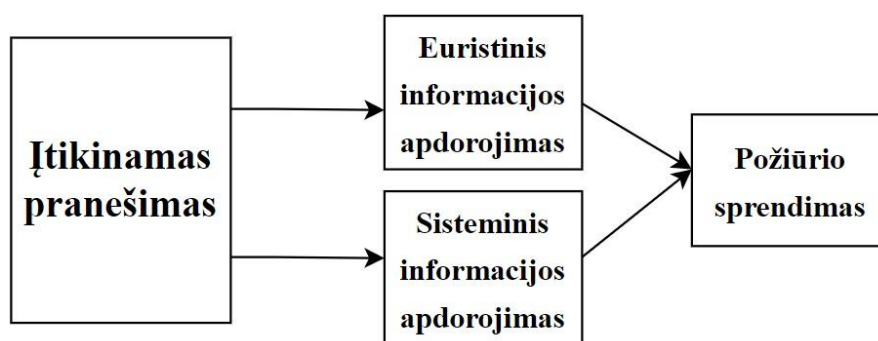 Įtikinamas
pranešimas
Euristinis
informacijos
apdorojimas
Sisteminis
informacijos
apdorojimas
Požiūrio
sprendimas